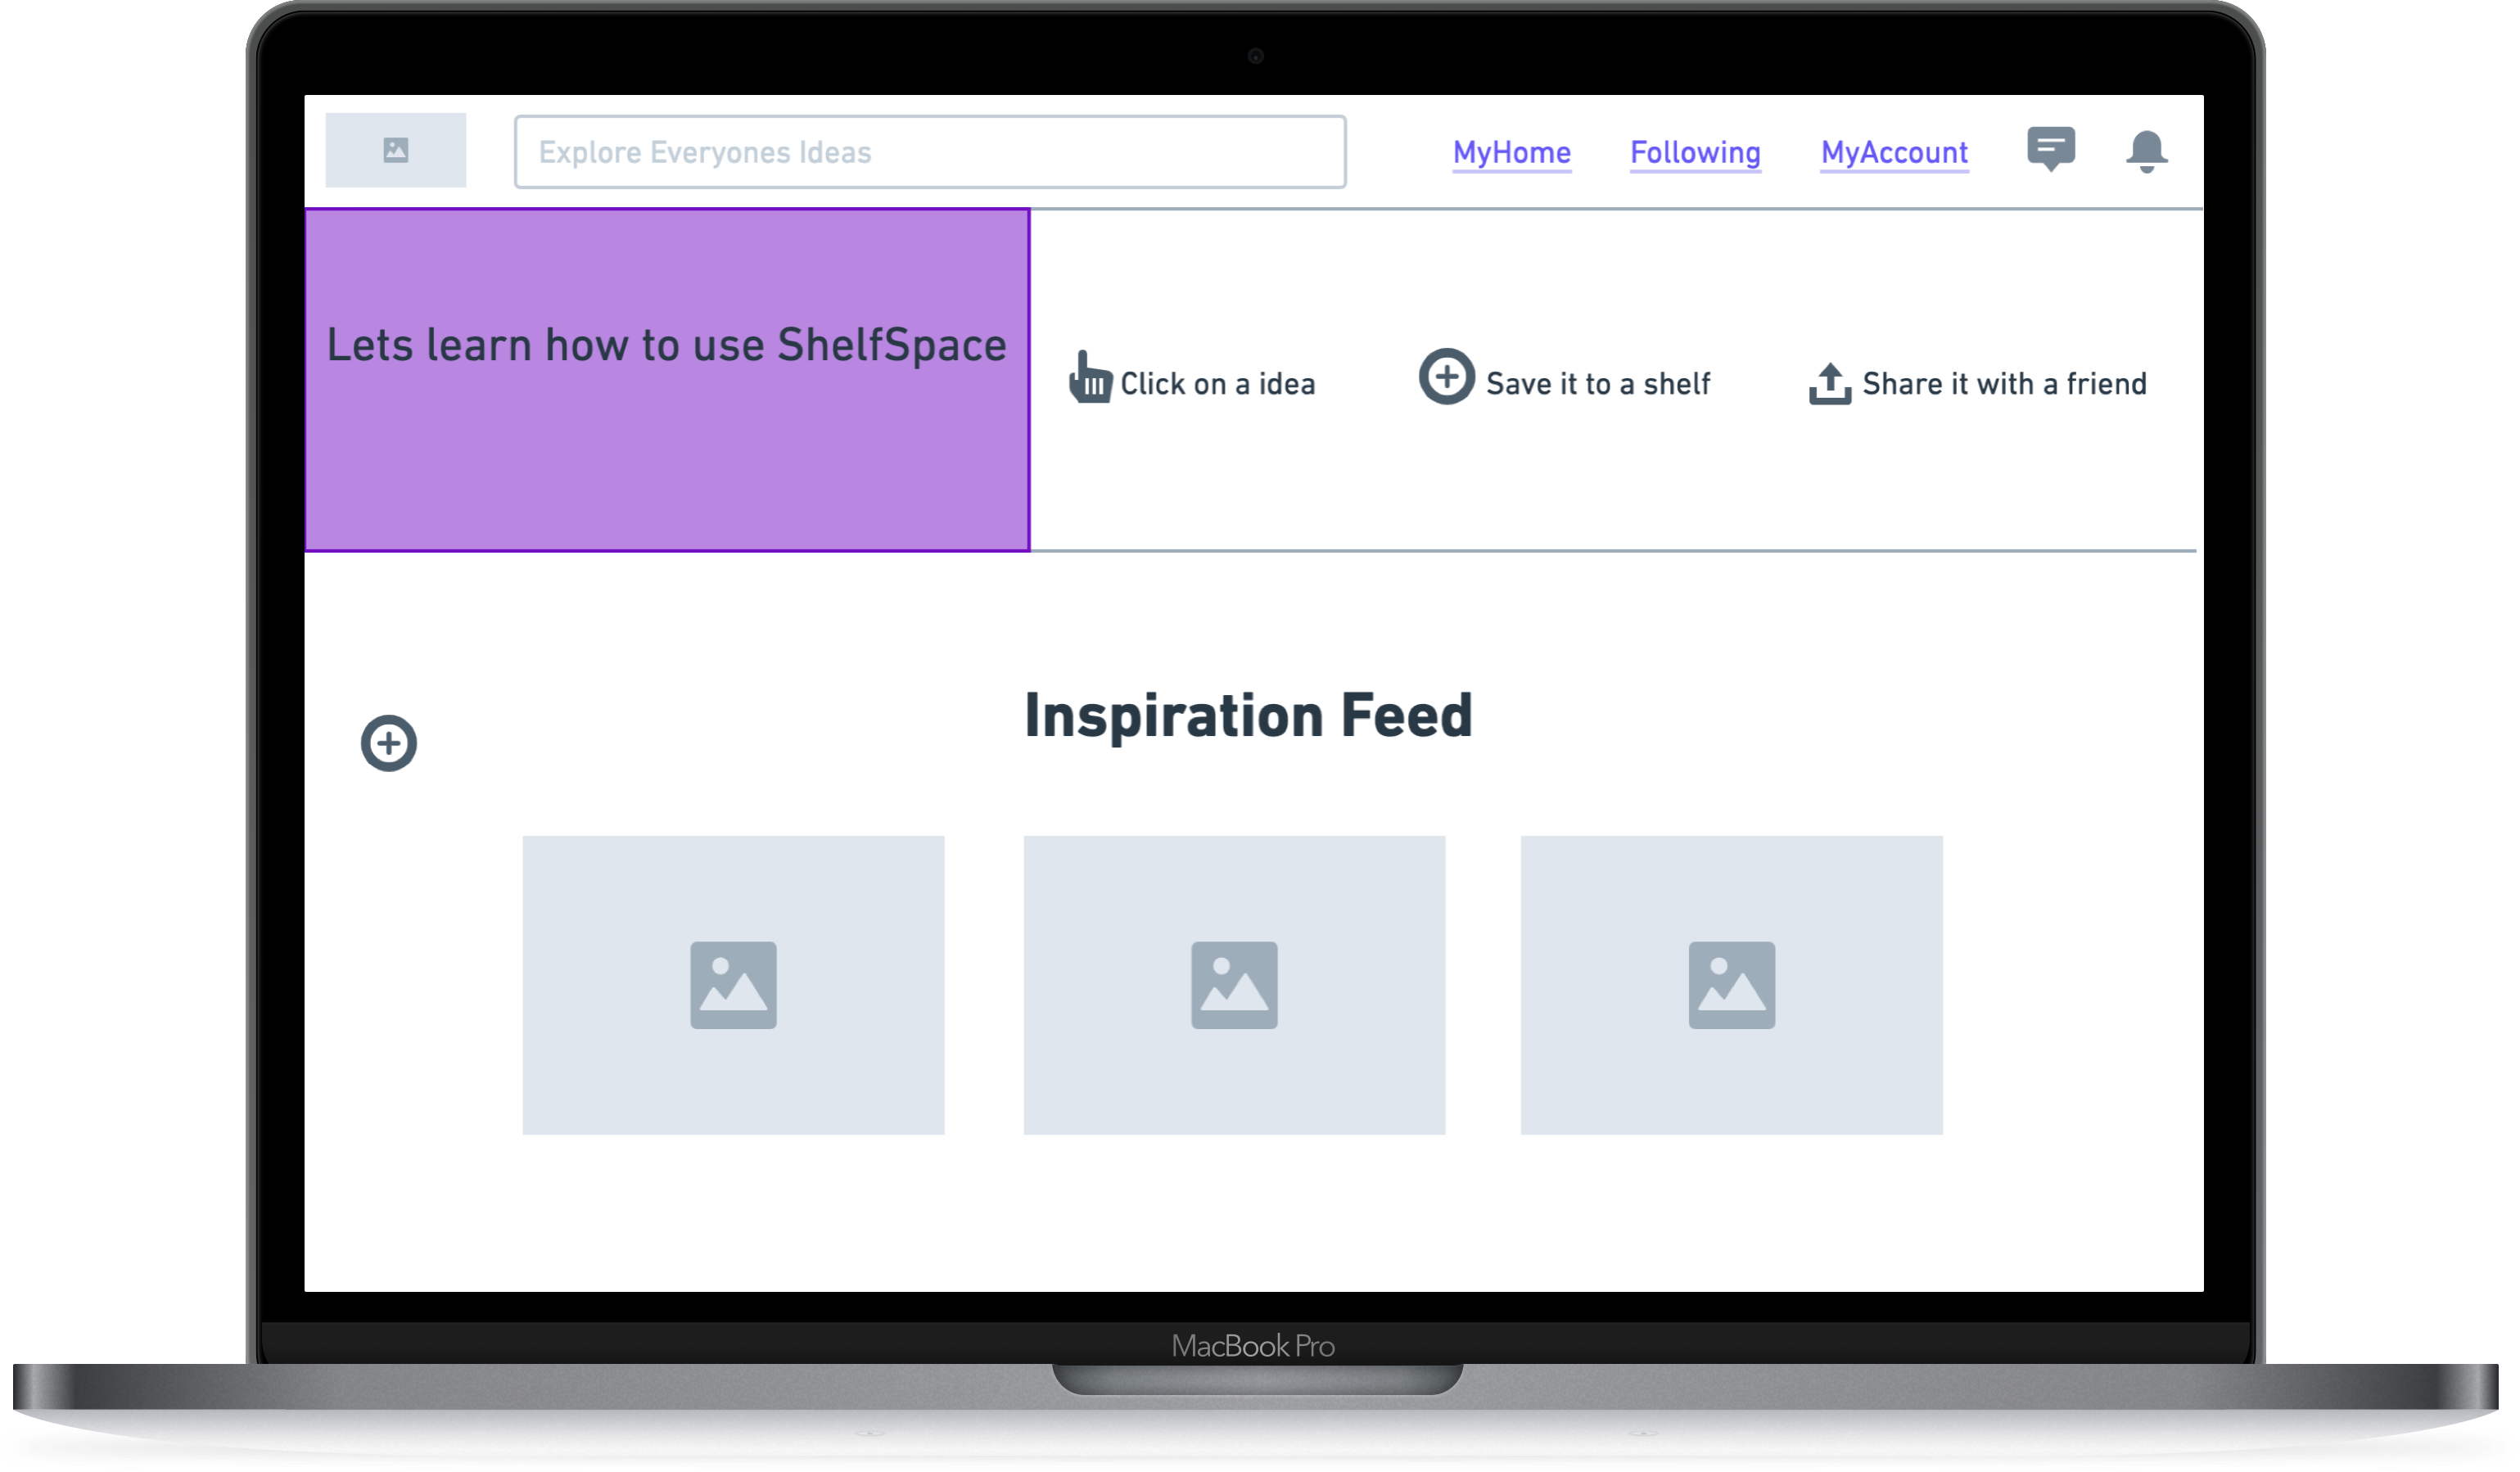 Explore Everyones Ideas
MyHome
Following
MyAccount
Lets learn how to use ShelfSpace
Click on a idea
Save it to a shelf
Share it with a friend
Inspiration Feed
MacBook Pro